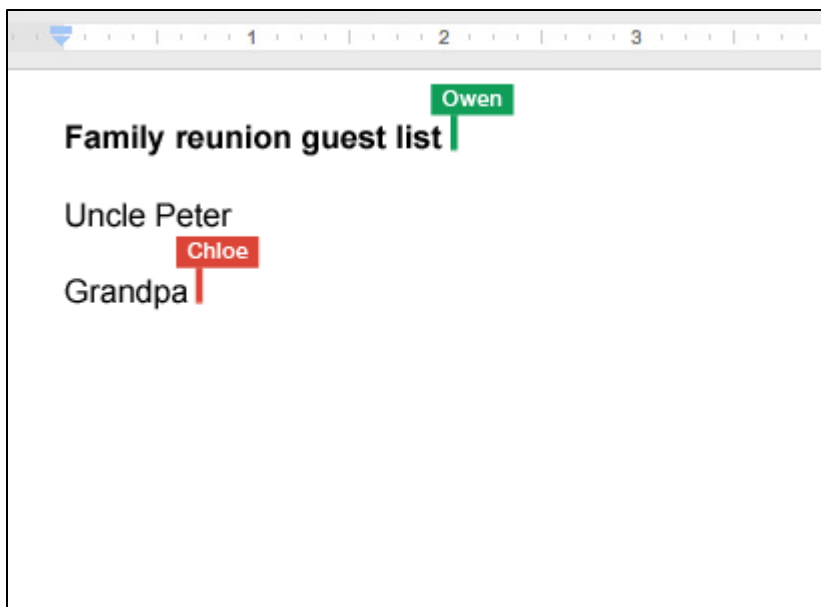 1 2 3
Owen
Family reunion guest list
Uncle Peter
Chloe
Grandpa